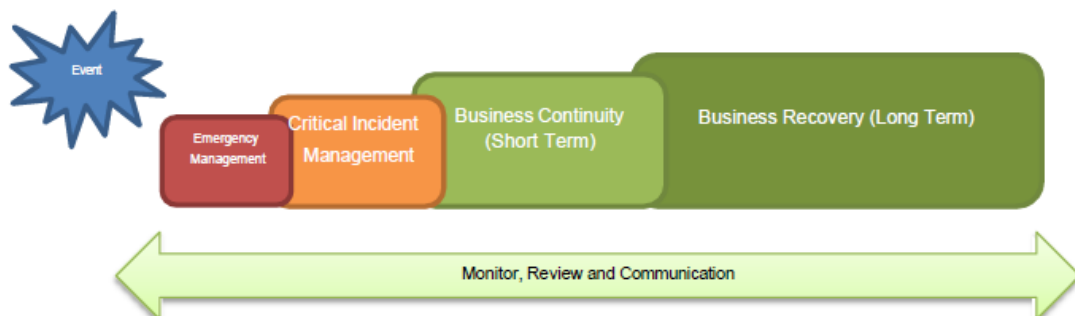 Event
Emergency
Management
Critical Incident
Management
Business Continuity
(Short Term)
Business Recovery (Long Term)
Monitor, Review and Communication